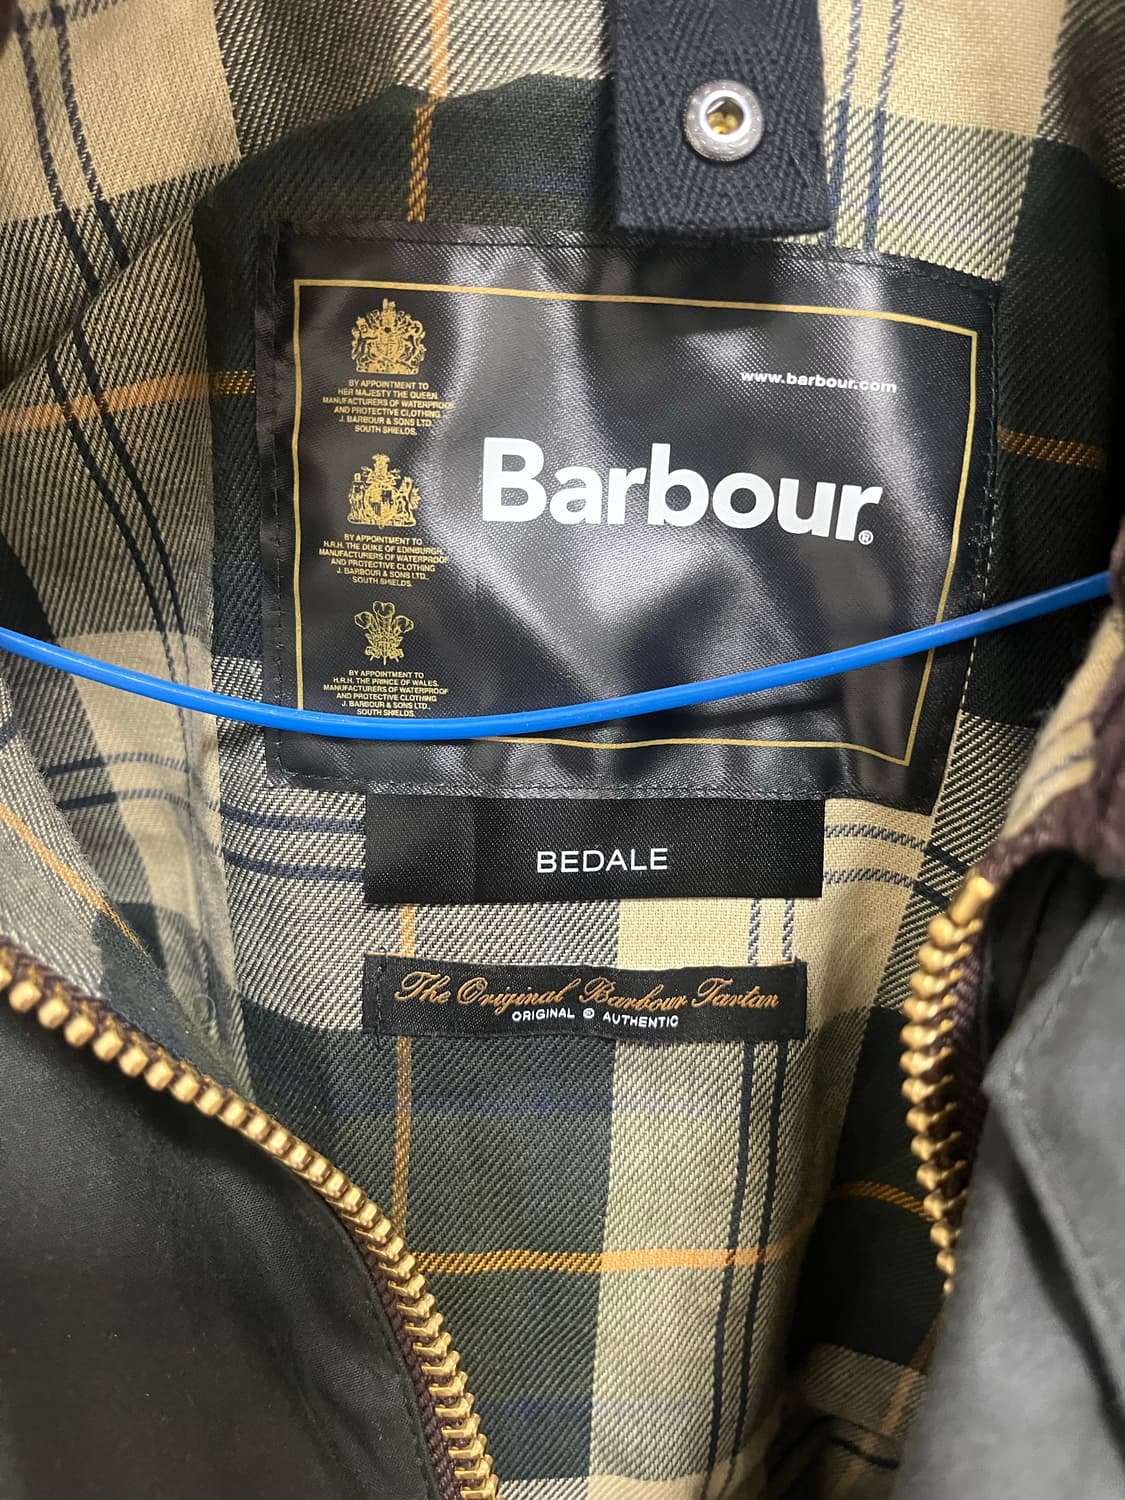 BY APPOINTMENT TO
HER MAJESTY THE QUEEN
MANUFACTURERS OF WATERPROOF
AND PROTECTIVE CLOTHING
J. BARBOUR & SONS LTD.
SOUTH SHIELDS.
www.barbour.com
Barbour®
BY APPOINTMENT TO
H.R.H. THE DUKE OF EDINBURGH,
MANUFACTURERS OF WATERPROOF
AND PROTECTIVE CLOTHING
J. BARBOUR & SONS LTD.
SOUTH SHIELDS.
BY APPOINTMENT TO
H.R.H. THE PRINCE OF WALES.
MANUFACTURERS OF WATERPROOF
AND PROTECTIVE CLOTHING
J. BARBOUR & SONS LTD.
SOUTH SHIELDS.
BEDALE
The Original Barbour Tartan
ORIGINAL & AUTHENTIC